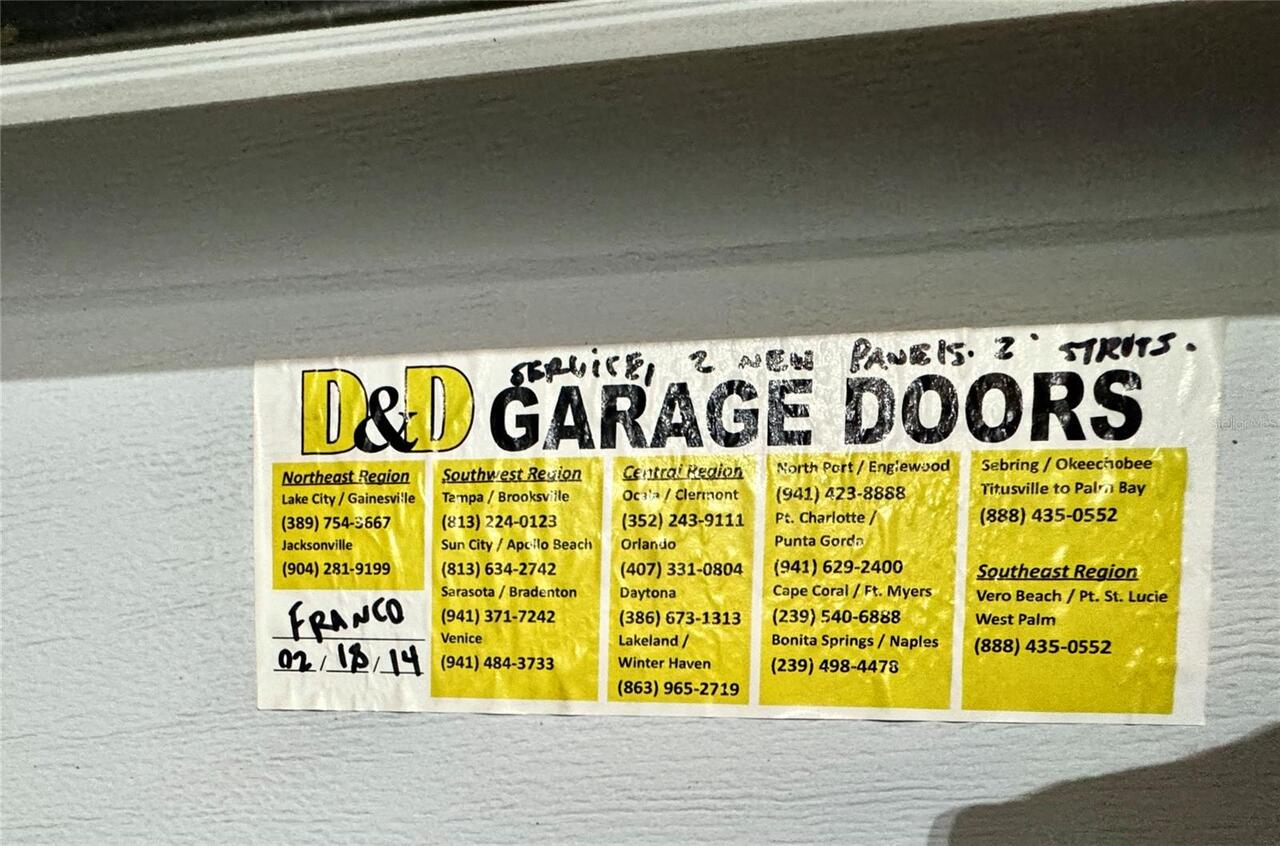 SERVICE, 2 NEW PANELS. 2 STRUTS.
D&D GARAGE DOORS
Northeast Region
Lake City / Gainesville
(389) 754-3667
Jacksonville
(904) 281-9199
FRANCO
02/18/14
Southwest Region
Tampa / Brooksville
(813) 224-0123
Sun City / Apollo Beach
(813) 634-2742
Sarasota / Bradenton
(941) 371-7242
Venice
(941) 484-3733
Central Region
Ocala / Clermont
(352) 243-9111
Orlando
(407) 331-0804
Daytona
(386) 673-1313
Lakeland /
Winter Haven
(863) 965-2719
North Port / Englewood
(941) 423-8888
Pt. Charlotte /
Punta Gorda
(941) 629-2400
Cape Coral / Ft. Myers
(239) 540-6888
Bonita Springs / Naples
(239) 498-4478
Sebring / Okeechobee
Titusville to Palm Bay
(888) 435-0552
Southeast Region
Vero Beach / Pt. St. Lucie
West Palm
(888) 435-0552